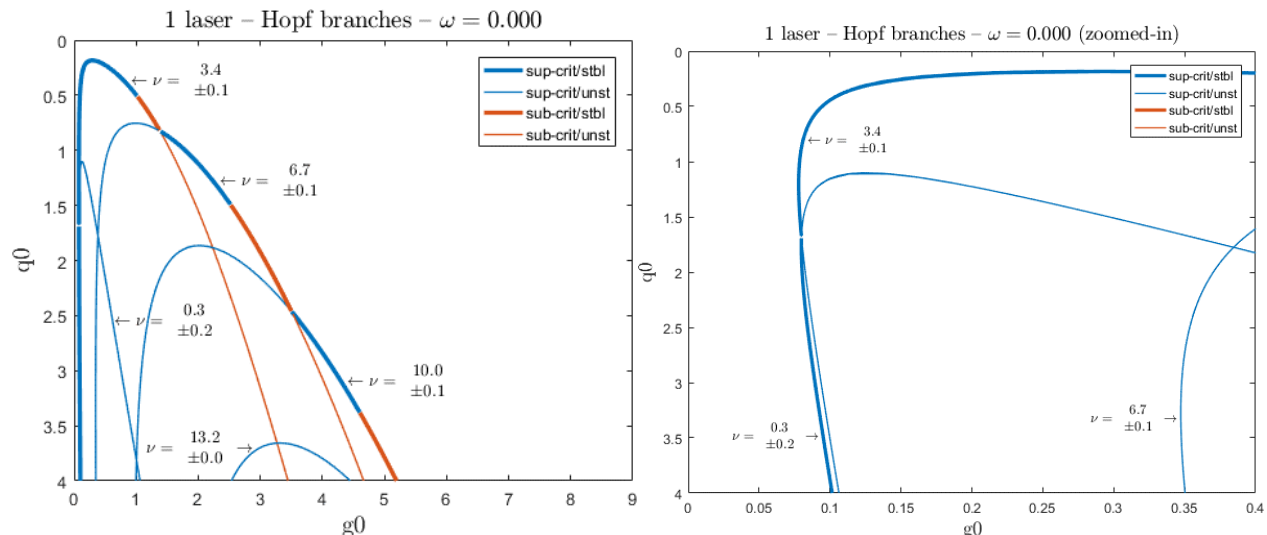 1 laser – Hopf branches – ω = 0.000
0
0.5
1
1.5
2
2.5
3
3.5
4
q0
0 1 2 3 4 5 6 7 8 9
g0
sup-crit/stbl
sup-crit/unst
sub-crit/stbl
sub-crit/unst
← ν = 3.4
±0.1
← ν = 6.7
±0.1
← ν = 0.3
±0.2
← ν = 10.0
±0.1
ν = 13.2 →
±0.0
1 laser – Hopf branches – ω = 0.000 (zoomed-in)
0
0.5
1
1.5
2
2.5
3
3.5
4
q0
0 0.05 0.1 0.15 0.2 0.25 0.3 0.35 0.4
g0
sup-crit/stbl
sup-crit/unst
sub-crit/stbl
sub-crit/unst
← ν = 3.4
±0.1
ν = 6.7 →
±0.1
ν = 0.3 →
±0.2